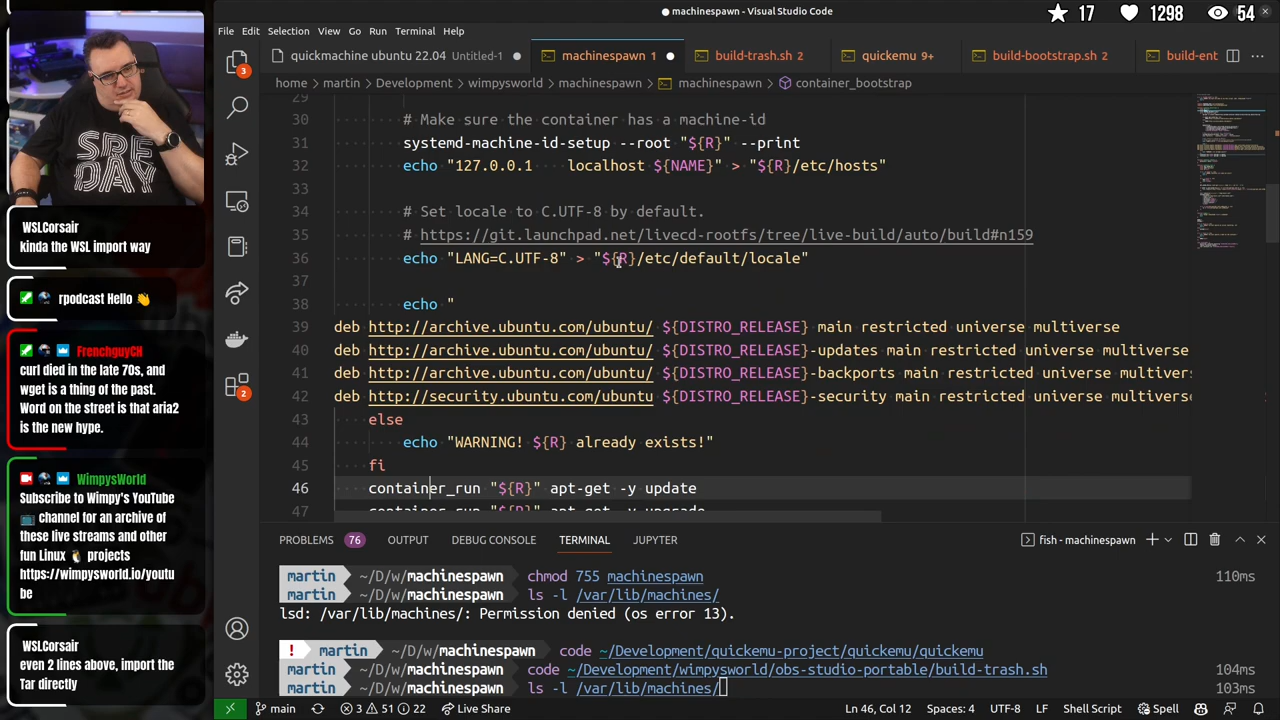 machinespawn - Visual Studio Code
17
1298
54
File Edit Selection View Go Run Terminal Help
quickmachine ubuntu 22.04 Untitled-1
machinespawn 1
build-trash.sh 2
quickemu 9+
build-bootstrap.sh 2
build-ent
home > martin > Development > wimpysworld > machinespawn > machinespawn > container_bootstrap
29
30 # Make sure the container has a machine-id
31 systemd-machine-id-setup --root "${R}" --print
32 echo "127.0.0.1 localhost ${NAME}" > "${R}/etc/hosts"
33
34 # Set locale to C.UTF-8 by default.
35 # https://git.launchpad.net/livecd-rootfs/tree/live-build/auto/build#n159
36 echo "LANG=C.UTF-8" > "${R}/etc/default/locale"
37
38 echo "
39 deb http://archive.ubuntu.com/ubuntu/ ${DISTRO_RELEASE} main restricted universe multiverse
40 deb http://archive.ubuntu.com/ubuntu/ ${DISTRO_RELEASE}-updates main restricted universe multiverse
41 deb http://archive.ubuntu.com/ubuntu/ ${DISTRO_RELEASE}-backports main restricted universe multivers
42 deb http://security.ubuntu.com/ubuntu ${DISTRO_RELEASE}-security main restricted universe multivers
43 else
44 echo "WARNING! ${R} already exists!"
45 fi
46 container_run "${R}" apt-get -y update
47 container_run "${R}" apt-get -y upgrade
3
2
SRE
DAY
WSLCorsair
kinda the WSL import way
rpodcast Hello 👋
FrenchguyCH
curl died in the late 70s, and
wget is a thing of the past.
Word on the street is that aria2
is the new hype.
WimpysWorld
Subscribe to Wimpy's YouTube
📺 channel for an archive of
these live streams and other
fun Linux 🐧 projects
https://wimpysworld.io/youtu
be
WSLCorsair
even 2 lines above, import the
Tar directly
PROBLEMS 76 OUTPUT DEBUG CONSOLE TERMINAL JUPYTER
fish - machinespawn
martin ~/D/w/machinespawn chmod 755 machinespawn 110ms
martin ~/D/w/machinespawn ls -l /var/lib/machines/
lsd: /var/lib/machines/: Permission denied (os error 13).
! martin ~/D/w/machinespawn code ~/Development/quickemu-project/quickemu/quickemu
martin ~/D/w/machinespawn code ~/Development/wimpysworld/obs-studio-portable/build-trash.sh 104ms
martin ~/D/w/machinespawn ls -l /var/lib/machines/ 103ms
main 3 51 22 Live Share
Ln 46, Col 12 Spaces: 4 UTF-8 LF Shell Script Spell